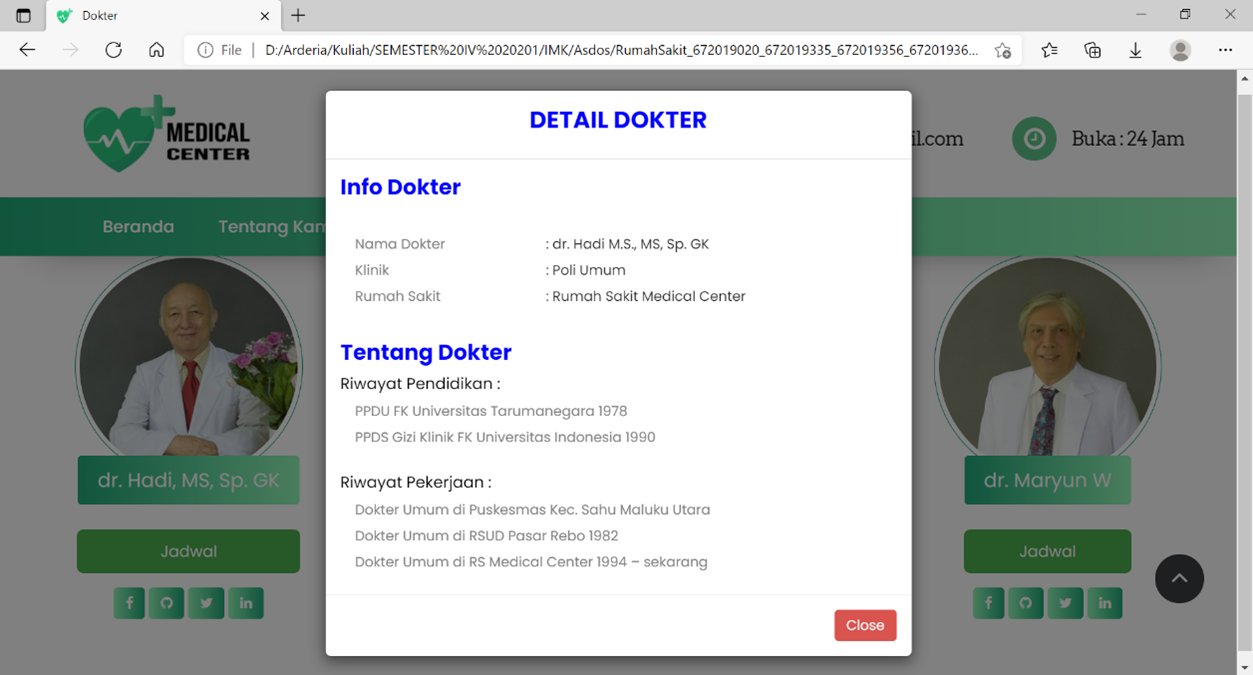 Dokter
File
D:/Arderia/Kuliah/SEMESTER%20IV%2020201/IMK/Asdos/RumahSakit_672019020_672019335_672019356_67201936...
MEDICAL
CENTER
il.com
Buka : 24 Jam
Beranda
Tentang Kam
DETAIL DOKTER
Info Dokter
Nama Dokter : dr. Hadi M.S., MS, Sp. GK
Klinik : Poli Umum
Rumah Sakit : Rumah Sakit Medical Center
Tentang Dokter
Riwayat Pendidikan :
PPDU FK Universitas Tarumanegara 1978
PPDS Gizi Klinik FK Universitas Indonesia 1990
Riwayat Pekerjaan :
Dokter Umum di Puskesmas Kec. Sahu Maluku Utara
Dokter Umum di RSUD Pasar Rebo 1982
Dokter Umum di RS Medical Center 1994 – sekarang
Close
dr. Hadi, MS, Sp. GK
Jadwal
dr. Maryun W
Jadwal